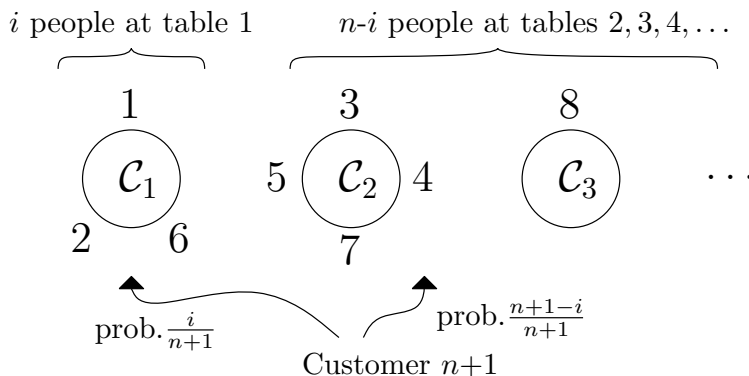 i people at table 1 n-i people at tables 2, 3, 4, …
1 3 8
C₁ 5 C₂ 4 C₃ …
2 6 7
prob. i/(n+1) prob. (n+1−i)/(n+1)
Customer n+1